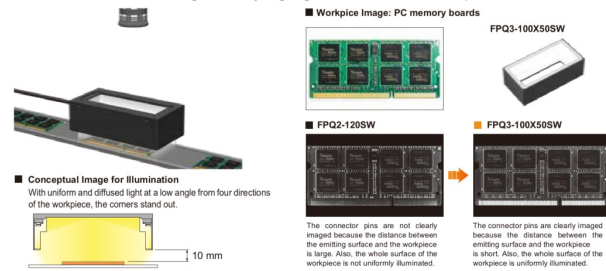 ■ Workpice Image: PC memory boards
FPQ3-100X50SW
■ FPQ2-120SW
■ FPQ3-100X50SW
■ Conceptual Image for Illumination
With uniform and diffused light at a low angle from four directions
of the workpiece, the corners stand out.
10 mm
The connector pins are not clearly
imaged because the distance between
the emitting surface and the workpiece
is large. Also, the whole surface of the
workpiece is not uniformly illuminated.
The connector pins are clearly imaged
because the distance between the
emitting surface and the workpiece
is short. Also, the whole surface of the
workpiece is uniformly illuminated.